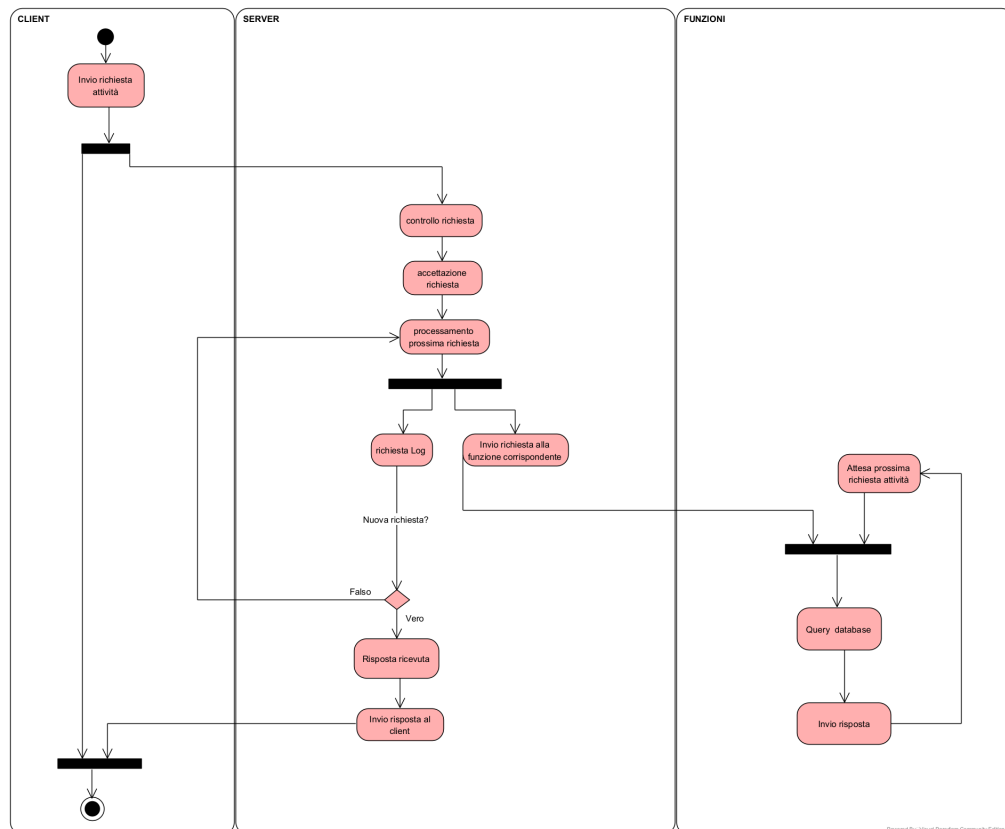 CLIENT
SERVER
FUNZIONI
Invio richiesta
attività
controllo richiesta
accettazione
richiesta
processamento
prossima richiesta
richiesta Log
Invio richiesta alla
funzione corrispondente
Attesa prossima
richiesta attività
Nuova richiesta?
Falso
Vero
Query database
Risposta ricevuta
Invio risposta al
client
Invio risposta